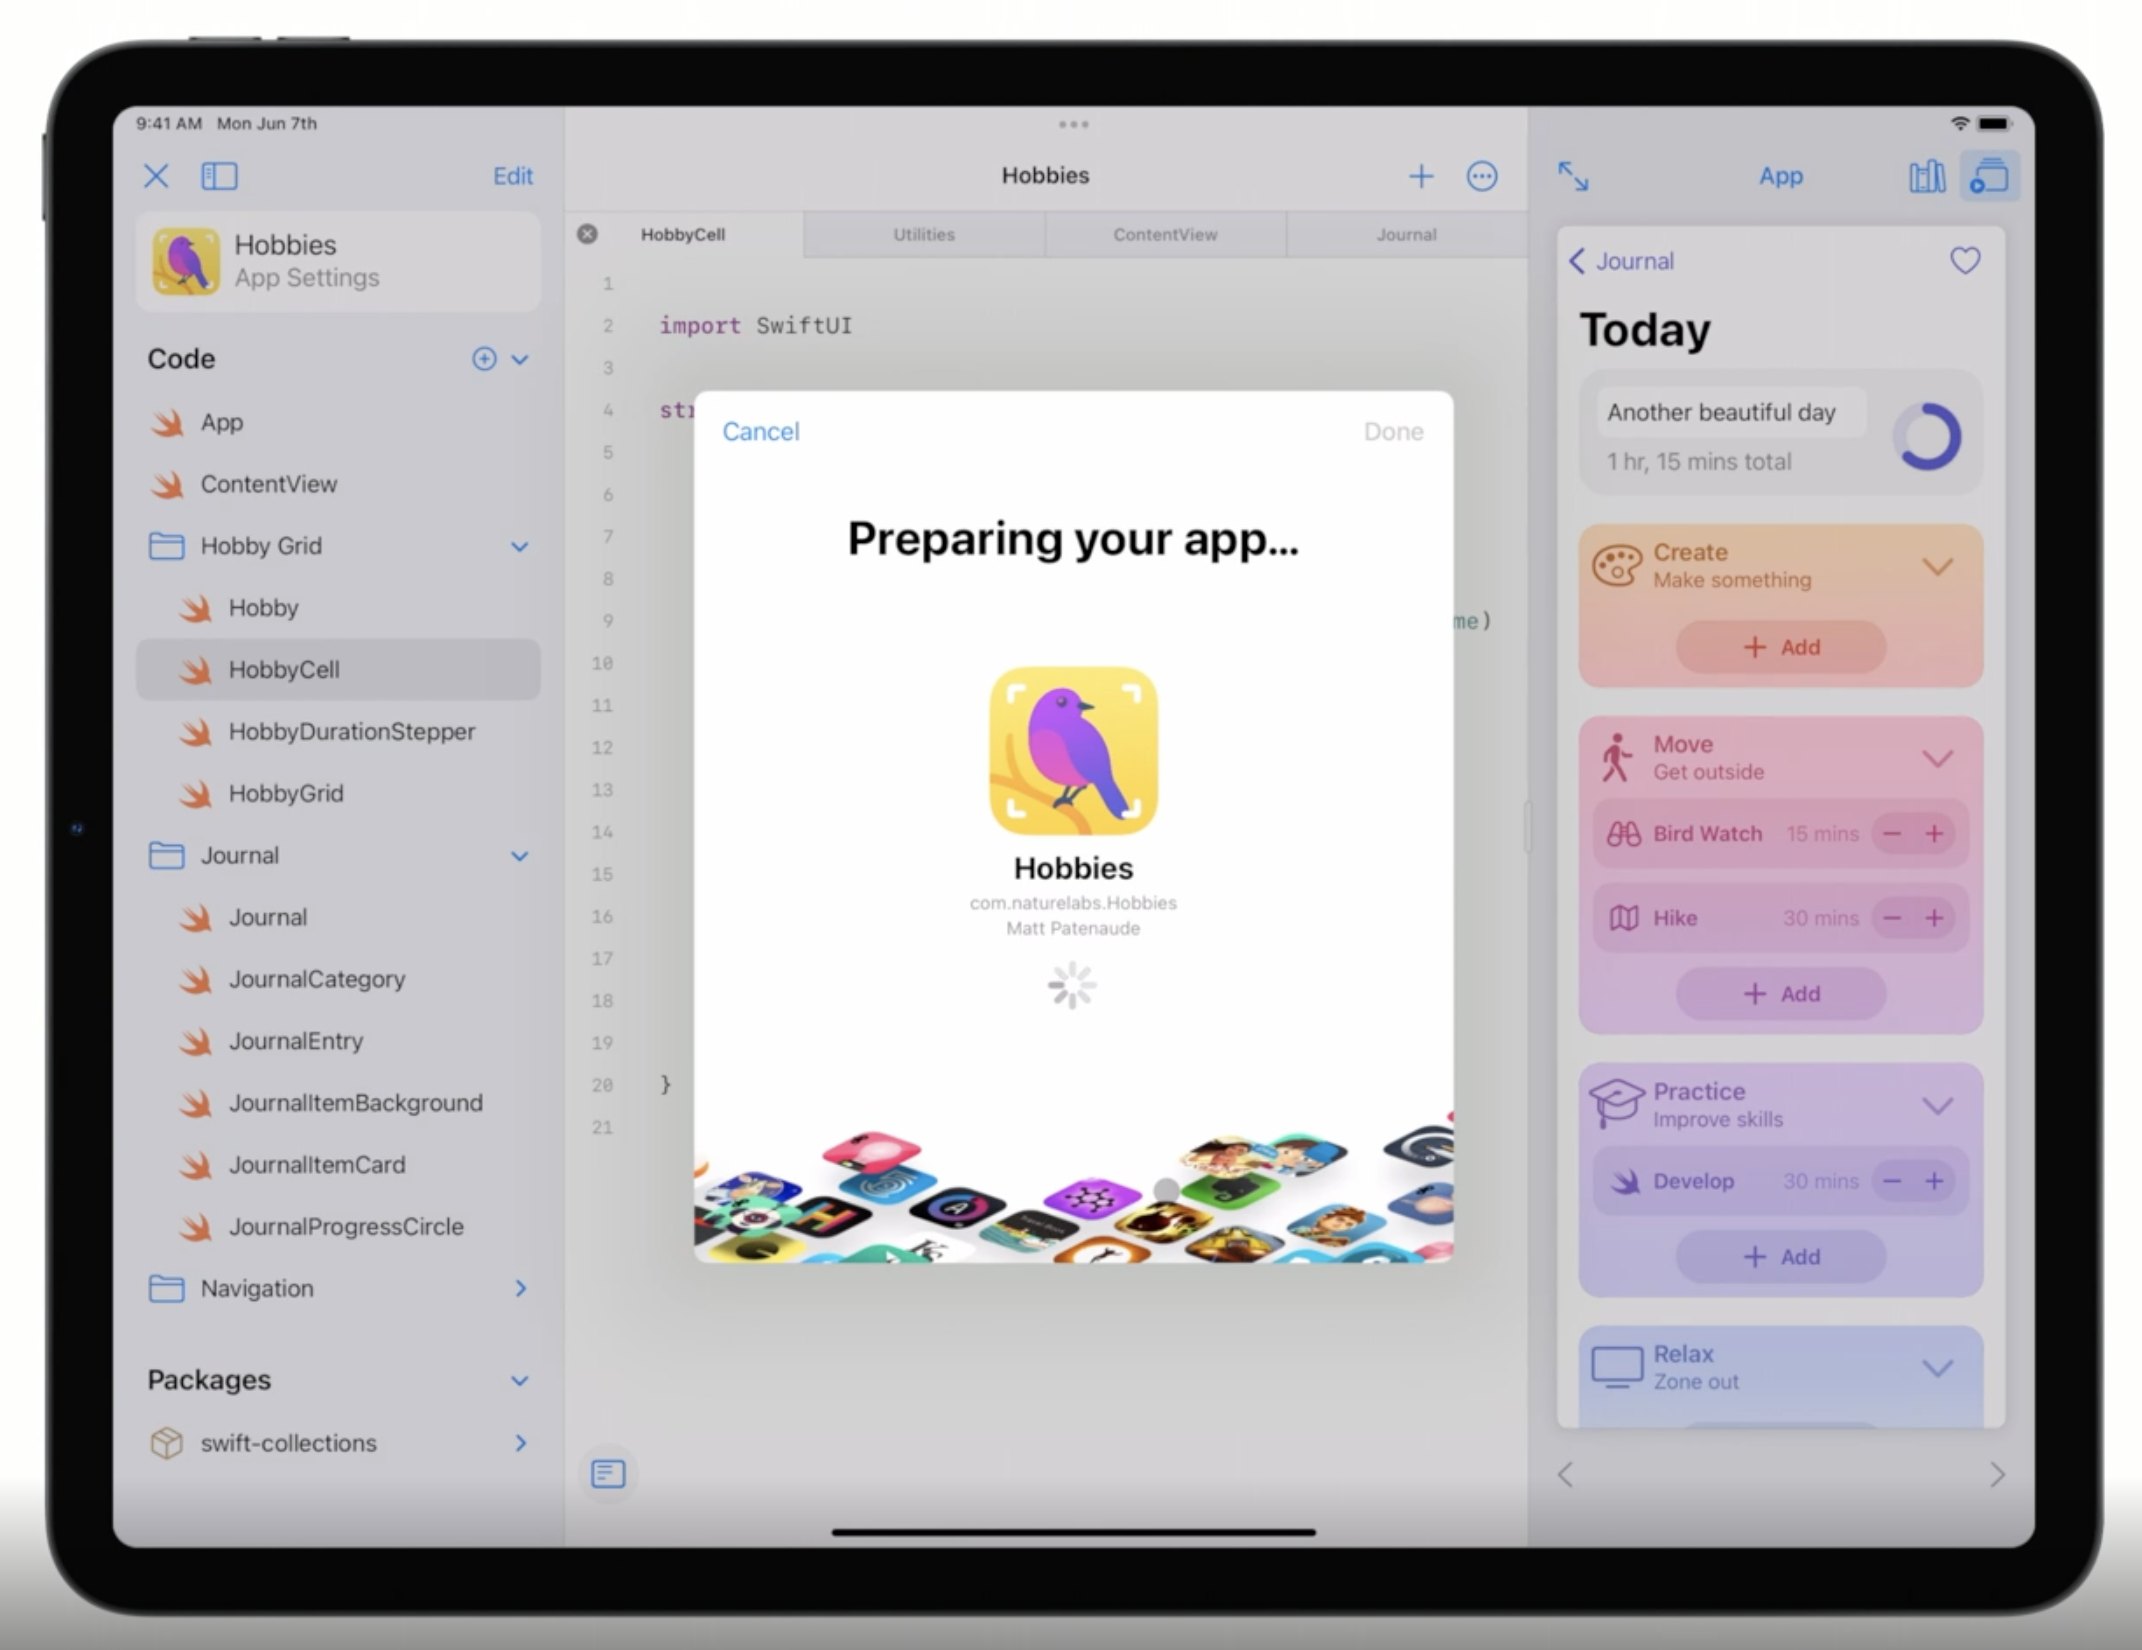 9:41 AM Mon Jun 7th
Edit
Hobbies
App Settings
Code
App
ContentView
Hobby Grid
Hobby
HobbyCell
HobbyDurationStepper
HobbyGrid
Journal
Journal
JournalCategory
JournalEntry
JournalItemBackground
JournalItemCard
JournalProgressCircle
Navigation
Packages
swift-collections
Hobbies
HobbyCell
Utilities
ContentView
Journal
1
2 import SwiftUI
3
4 str
5
6
7
8
9 me)
10
11
12
13
14
15
16
17
18
19
20 }
21
Cancel
Done
Preparing your app...
Hobbies
com.naturelabs.Hobbies
Matt Patenaude
App
Journal
Today
Another beautiful day
1 hr, 15 mins total
Create
Make something
+ Add
Move
Get outside
Bird Watch 15 mins − +
Hike 30 mins − +
+ Add
Practice
Improve skills
Develop 30 mins − +
+ Add
Relax
Zone out